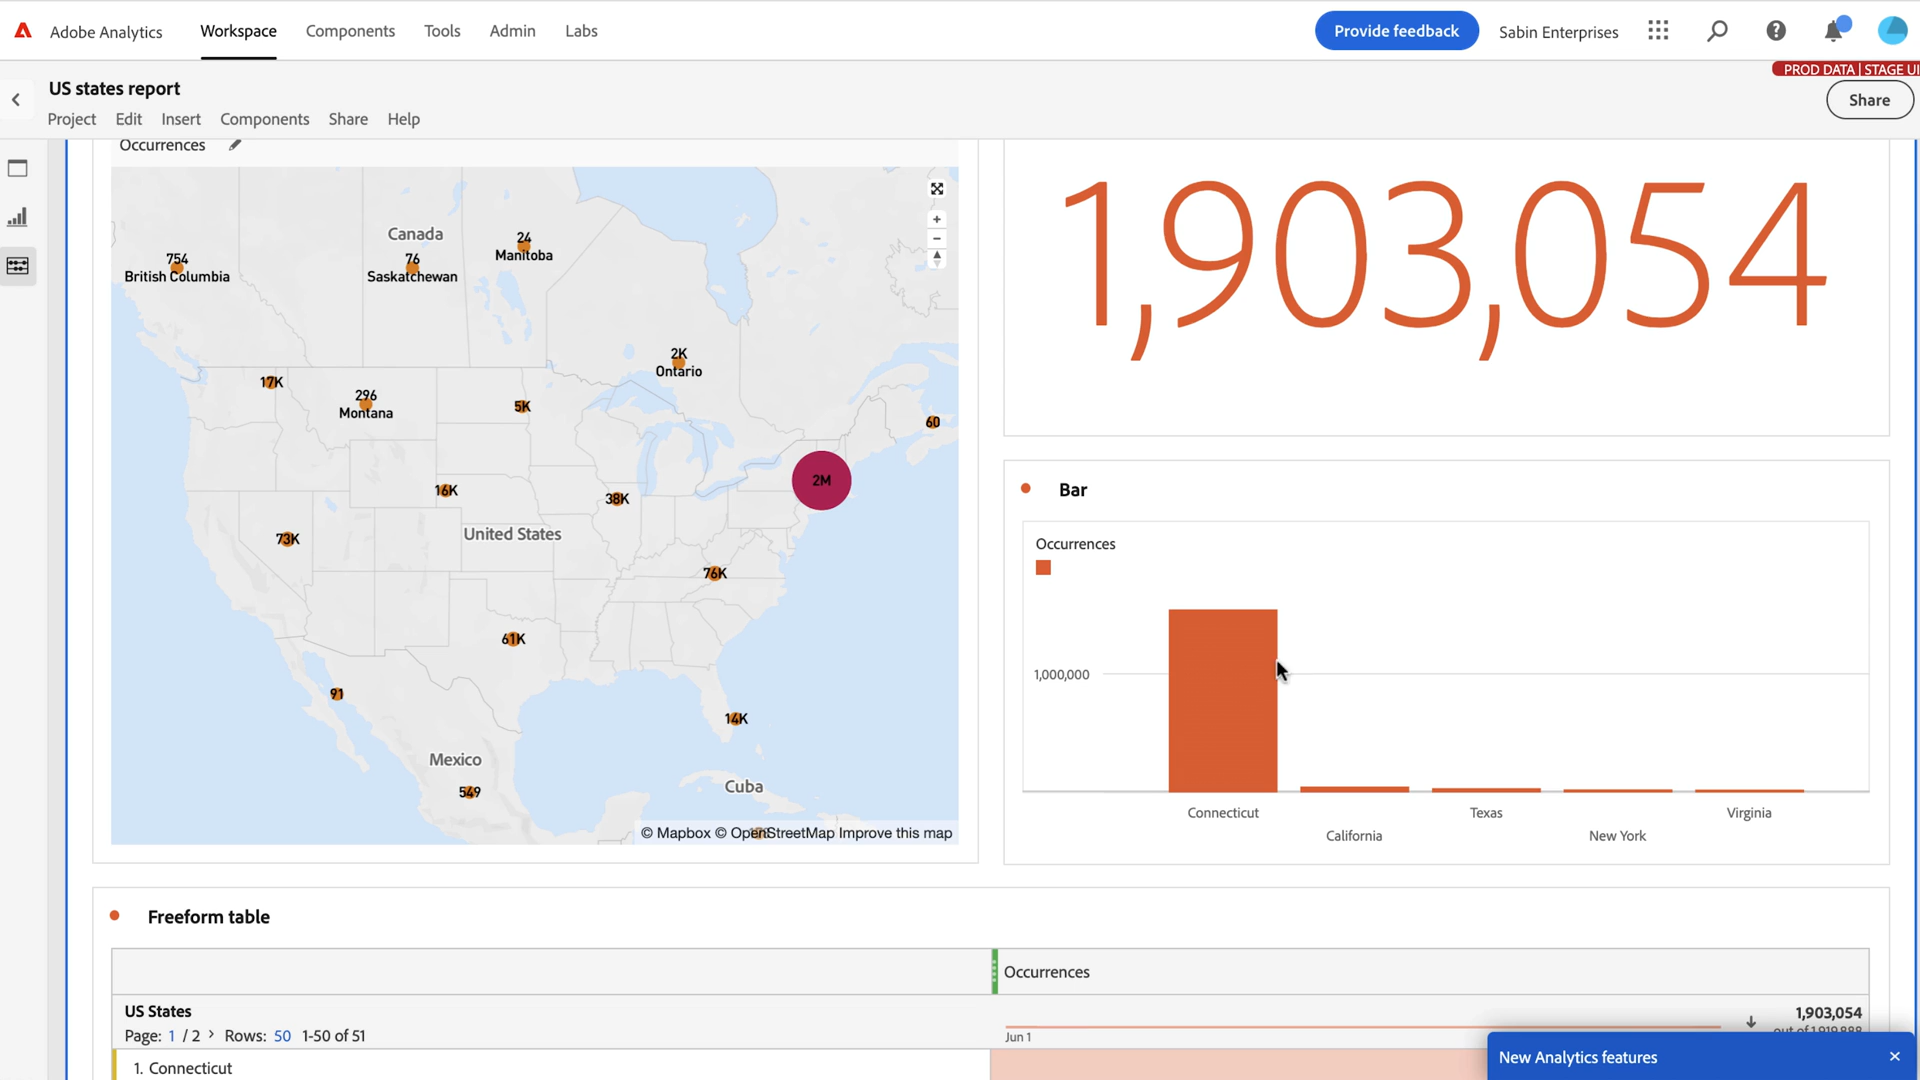 Adobe Analytics Workspace Components Tools Admin Labs Provide feedback Sabin Enterprises
PROD DATA | STAGE UI
US states report
Share
Project Edit Insert Components Share Help
Occurrences
1,903,054
Canada
24
Manitoba
754
British Columbia
76
Saskatchewan
2K
Ontario
17K
296
Montana
5K
60
2M
16K
38K
United States
73K
76K
61K
91
14K
Mexico
549
Cuba
© Mapbox © OpenStreetMap Improve this map
Bar
Occurrences
1,000,000
Connecticut
California
Texas
New York
Virginia
Freeform table
Occurrences
US States
Page: 1 / 2 > Rows: 50 1-50 of 51
Jun 1
1,903,054
out of 1,919,888
1. Connecticut
New Analytics features